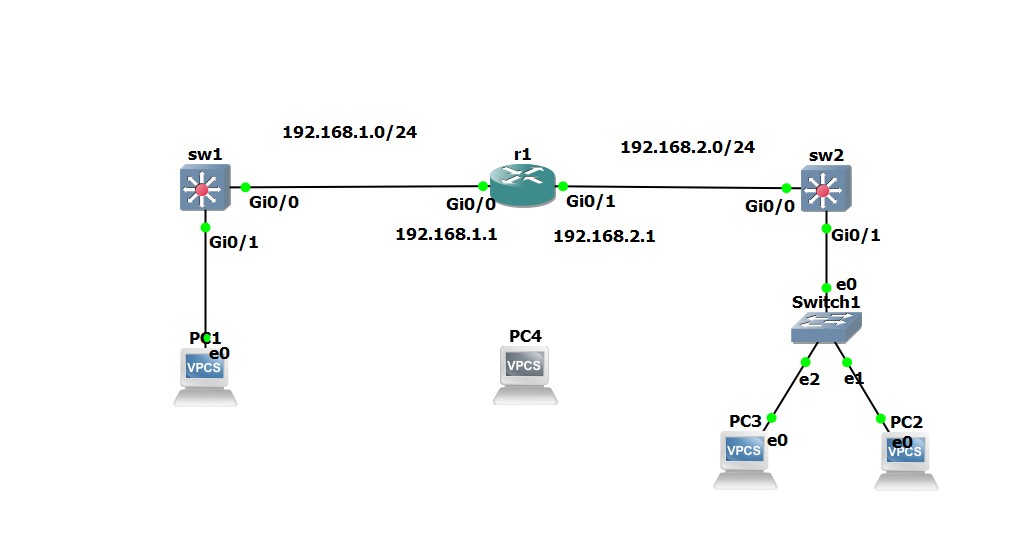 192.168.1.0/24
192.168.2.0/24
sw1
r1
sw2
Gi0/0
Gi0/0
Gi0/1
Gi0/0
192.168.1.1
192.168.2.1
Gi0/1
Gi0/1
e0
Switch1
PC1
e0
VPCS
PC4
VPCS
e2
e1
PC3
e0
VPCS
PC2
e0
VPCS